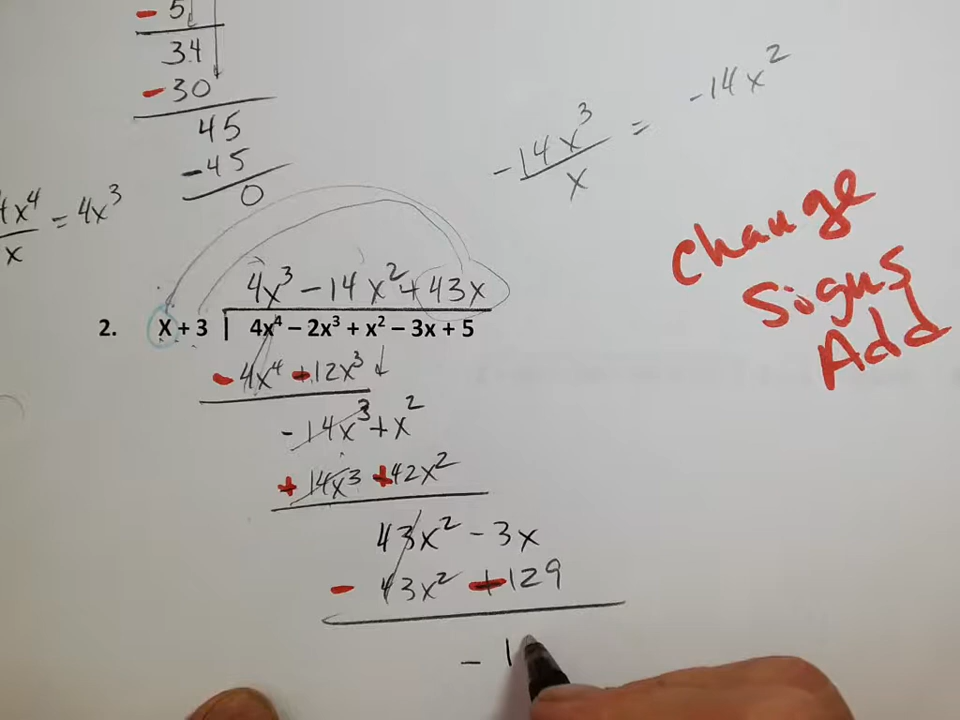 - 5
34
- 30
45
- 45
0
-14x³/x = -14x²
4x⁴/x = 4x³
Change
Signs
Add
4x³ - 14x² + 43x
2. x + 3 | 4x⁴ – 2x³ + x² – 3x + 5
- 4x⁴ - 12x³
- 14x³ + x²
+ 14x³ + 42x²
43x² - 3x
- 43x² - 129
- 1